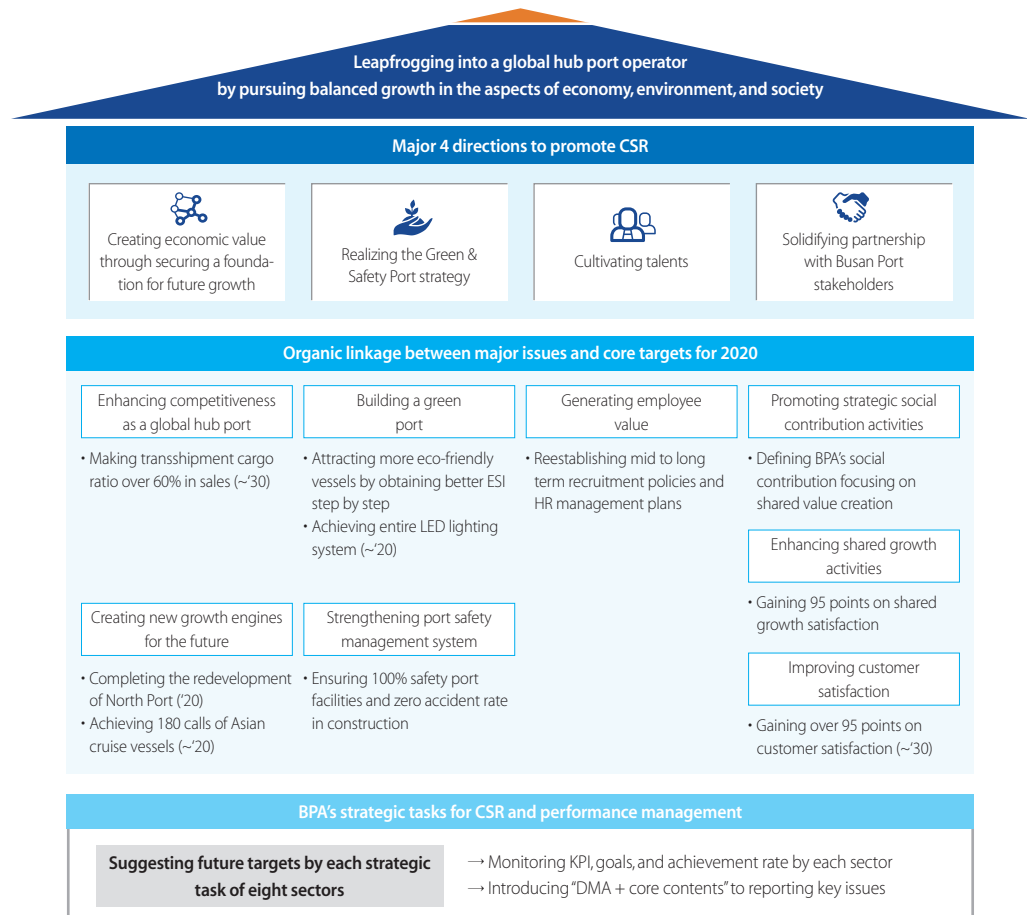 Leapfrogging into a global hub port operator
by pursuing balanced growth in the aspects of economy, environment, and society
Major 4 directions to promote CSR
Creating economic value
through securing a founda-
tion for future growth
Realizing the Green &
Safety Port strategy
Cultivating talents
Solidifying partnership
with Busan Port
stakeholders
Organic linkage between major issues and core targets for 2020
Enhancing competitiveness
as a global hub port
• Making transshipment cargo
ratio over 60% in sales (~'30)
Creating new growth engines
for the future
• Completing the redevelopment
of North Port ('20)
• Achieving 180 calls of Asian
cruise vessels (~'20)
Building a green
port
• Attracting more eco-friendly
vessels by obtaining better ESI
step by step
• Achieving entire LED lighting
system (~'20)
Strengthening port safety
management system
• Ensuring 100% safety port
facilities and zero accident rate
in construction
Generating employee
value
• Reestablishing mid to long
term recruitment policies and
HR management plans
Promoting strategic social
contribution activities
• Defining BPA's social
contribution focusing on
shared value creation
Enhancing shared growth
activities
• Gaining 95 points on shared
growth satisfaction
Improving customer
satisfaction
• Gaining over 95 points on
customer satisfaction (~'30)
BPA's strategic tasks for CSR and performance management
Suggesting future targets by each strategic
task of eight sectors
→ Monitoring KPI, goals, and achievement rate by each sector
→ Introducing "DMA + core contents" to reporting key issues